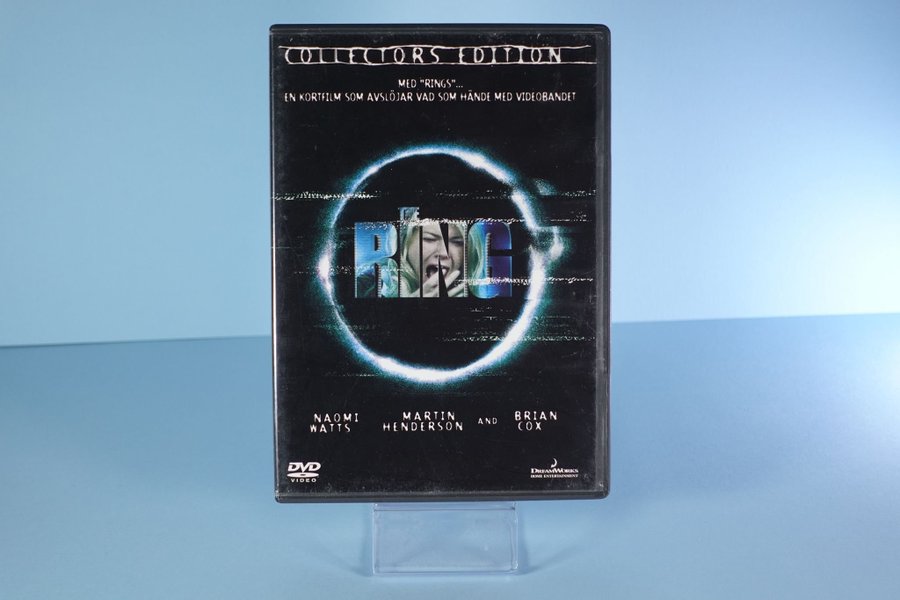 COLLECTORS EDITION
MED "RINGS"...
EN KORTFILM SOM AVSLÖJAR VAD SOM HÄNDE MED VIDEOBANDET
THE
RING
NAOMI WATTS
MARTIN HENDERSON
AND
BRIAN COX
DVD
VIDEO
DREAMWORKS
HOME ENTERTAINMENT